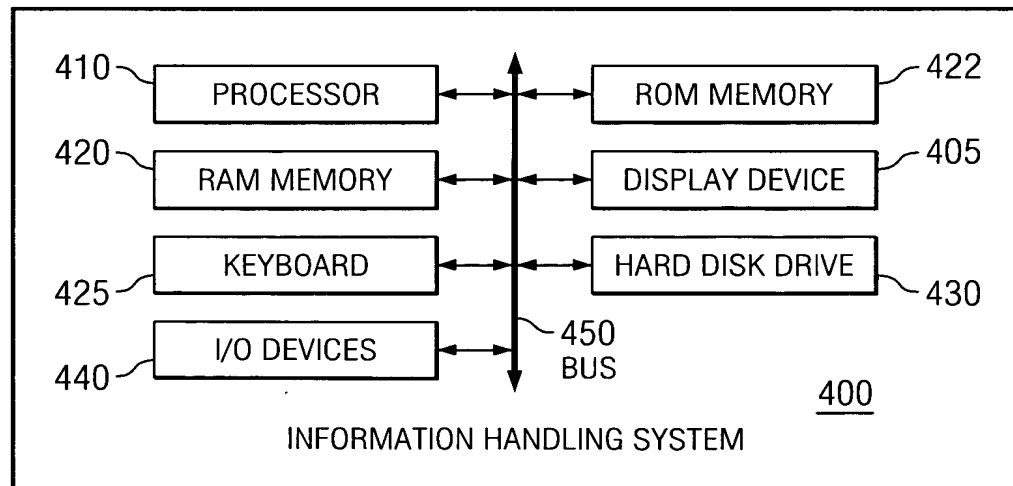 410 PROCESSOR ROM MEMORY 422
420 RAM MEMORY DISPLAY DEVICE 405
425 KEYBOARD HARD DISK DRIVE 430
440 I/O DEVICES 450
BUS
400
INFORMATION HANDLING SYSTEM